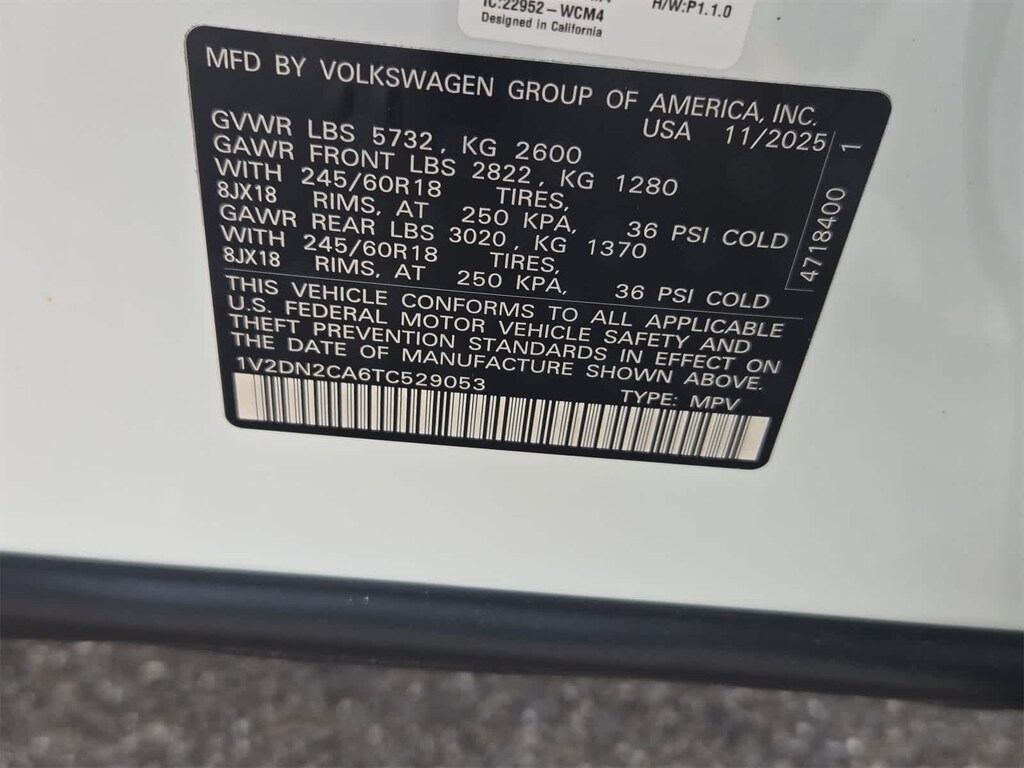 IC:22952-WCM4
Designed in California
H/W:P1.1.0
MFD BY VOLKSWAGEN GROUP OF AMERICA, INC.
USA 11/2025
GVWR LBS 5732, KG 2600
GAWR FRONT LBS 2822, KG 1280
WITH 245/60R18 TIRES,
8JX18 RIMS, AT 250 KPA, 36 PSI COLD
GAWR REAR LBS 3020, KG 1370
WITH 245/60R18 TIRES,
8JX18 RIMS, AT 250 KPA, 36 PSI COLD
4718400 1
THIS VEHICLE CONFORMS TO ALL APPLICABLE
U.S. FEDERAL MOTOR VEHICLE SAFETY AND
THEFT PREVENTION STANDARDS IN EFFECT ON
THE DATE OF MANUFACTURE SHOWN ABOVE.
1V2DN2CA6TC529053 TYPE: MPV